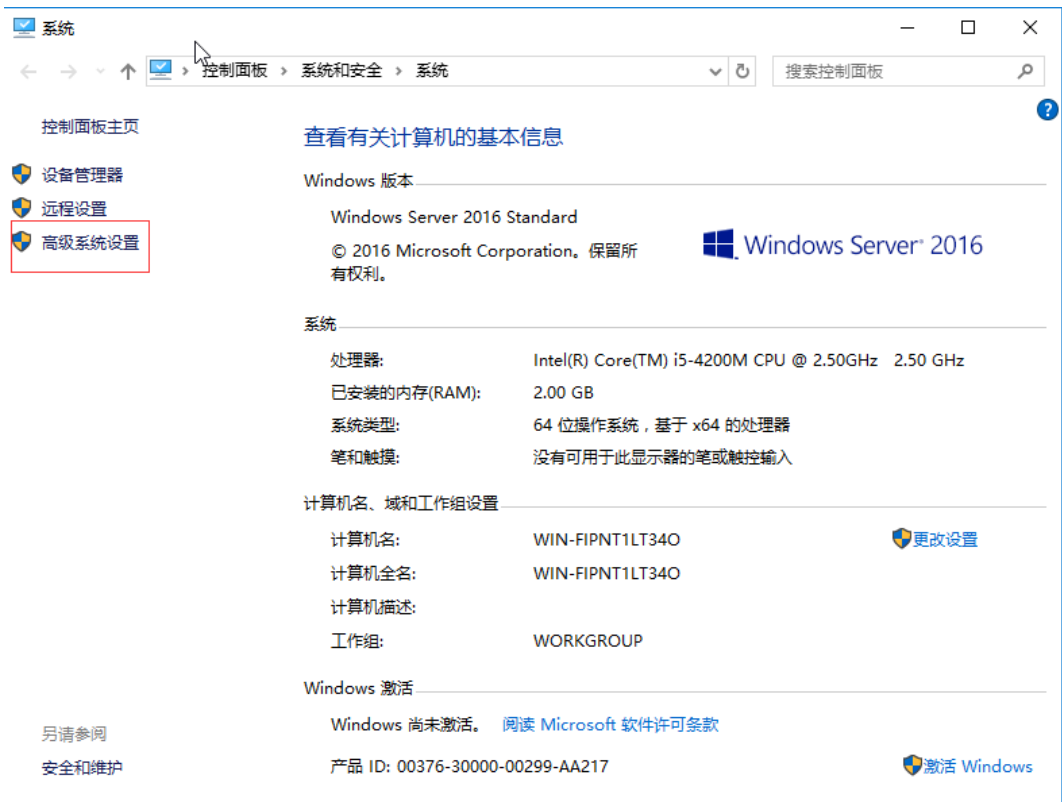 系统
控制面板 › 系统和安全 › 系统
搜索控制面板
控制面板主页
设备管理器
远程设置
高级系统设置
查看有关计算机的基本信息
Windows 版本
Windows Server 2016 Standard
© 2016 Microsoft Corporation。保留所
有权利。
Windows Server® 2016
系统
处理器: Intel(R) Core(TM) i5-4200M CPU @ 2.50GHz 2.50 GHz
已安装的内存(RAM): 2.00 GB
系统类型: 64 位操作系统，基于 x64 的处理器
笔和触摸: 没有可用于此显示器的笔或触控输入
计算机名、域和工作组设置
计算机名: WIN-FIPNT1LT34O 更改设置
计算机全名: WIN-FIPNT1LT34O
计算机描述:
工作组: WORKGROUP
Windows 激活
Windows 尚未激活。 阅读 Microsoft 软件许可条款
产品 ID: 00376-30000-00299-AA217 激活 Windows
另请参阅
安全和维护